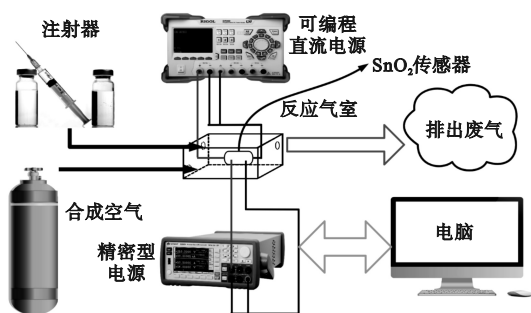 注射器
RIGOL
可编程
直流电源
SnO₂传感器
反应气室
排出废气
合成空气
精密型
电源
电脑